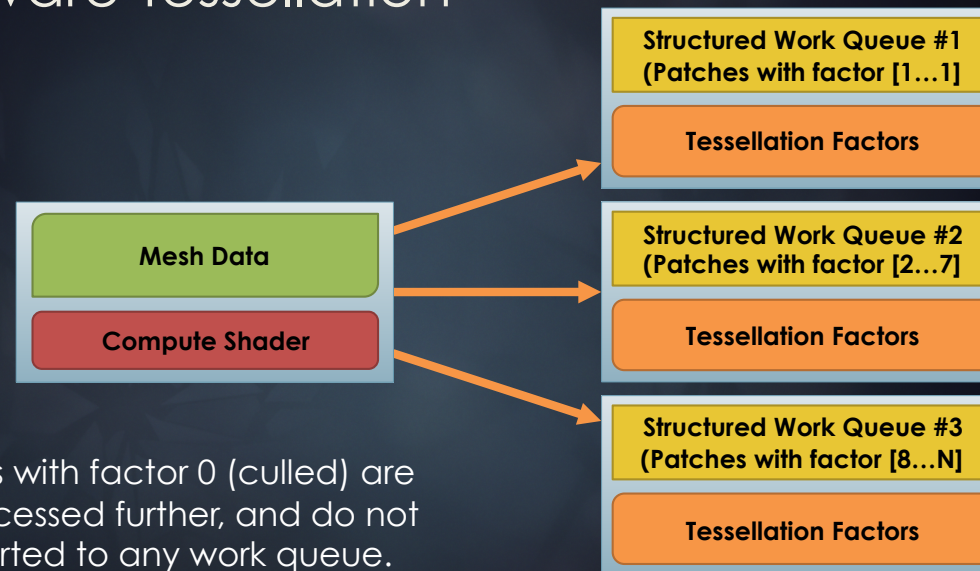 Tessellation
Mesh Data
Compute Shader
Structured Work Queue #1
(Patches with factor [1...1]
Tessellation Factors
Structured Work Queue #2
(Patches with factor [2...7]
Tessellation Factors
Structured Work Queue #3
(Patches with factor [8...N]
Tessellation Factors
with factor 0 (culled) are
further, and do not
to any work queue.